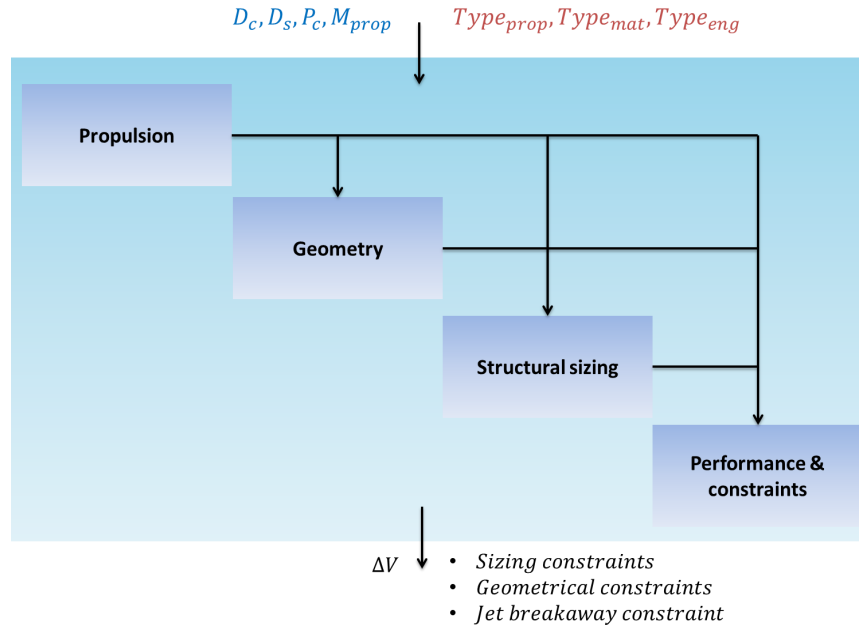 D_c, D_s, P_c, M_prop Type_prop, Type_mat, Type_eng
Propulsion
Geometry
Structural sizing
Performance &
constraints
ΔV • Sizing constraints
• Geometrical constraints
• Jet breakaway constraint